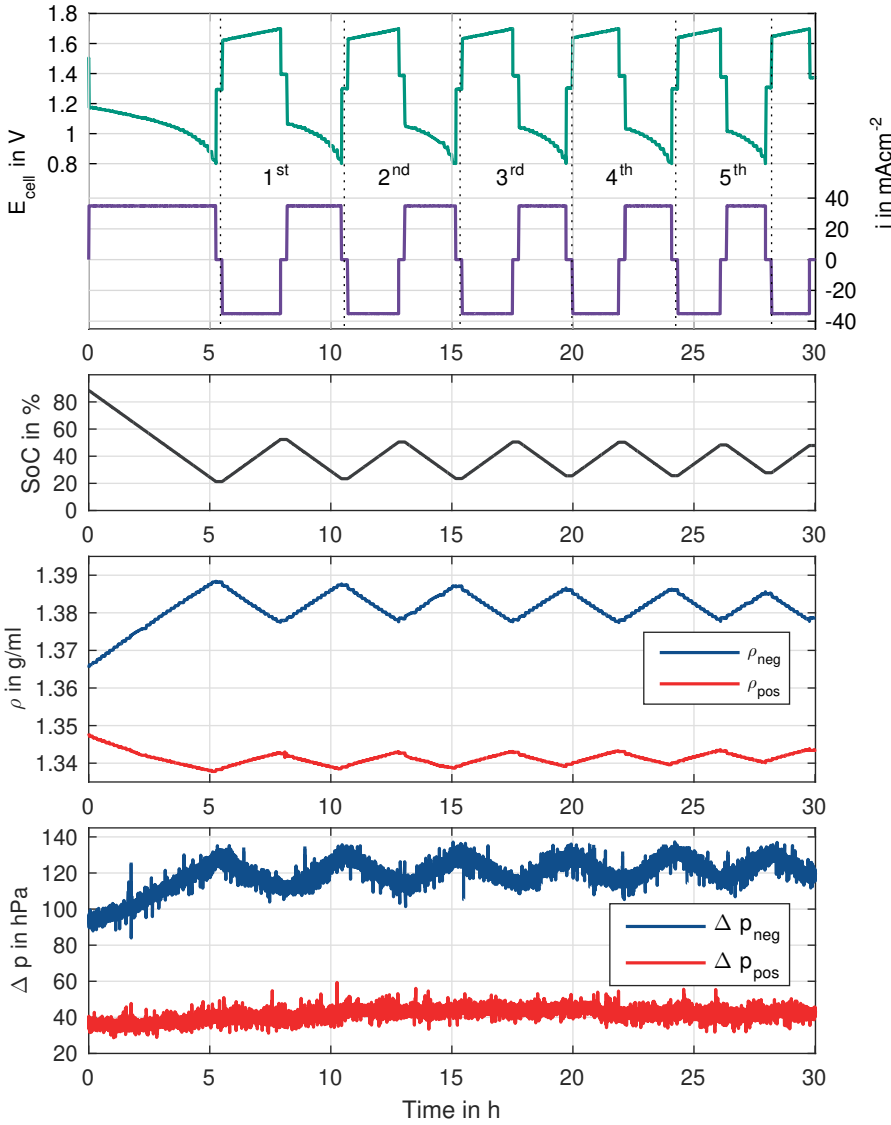 1.8
1.6
1.4
1.2
1
0.8
E_cell in V
1st 2nd 3rd 4th 5th
40
20
0
-20
-40
i in mAcm-2
0 5 10 15 20 25 30
80
60
40
20
0
SoC in %
0 5 10 15 20 25 30
1.39
1.38
1.37
1.36
1.35
1.34
ρ in g/ml
ρneg
ρpos
0 5 10 15 20 25 30
140
120
100
80
60
40
20
Δ p in hPa
Δ pneg
Δ ppos
0 5 10 15 20 25 30
Time in h